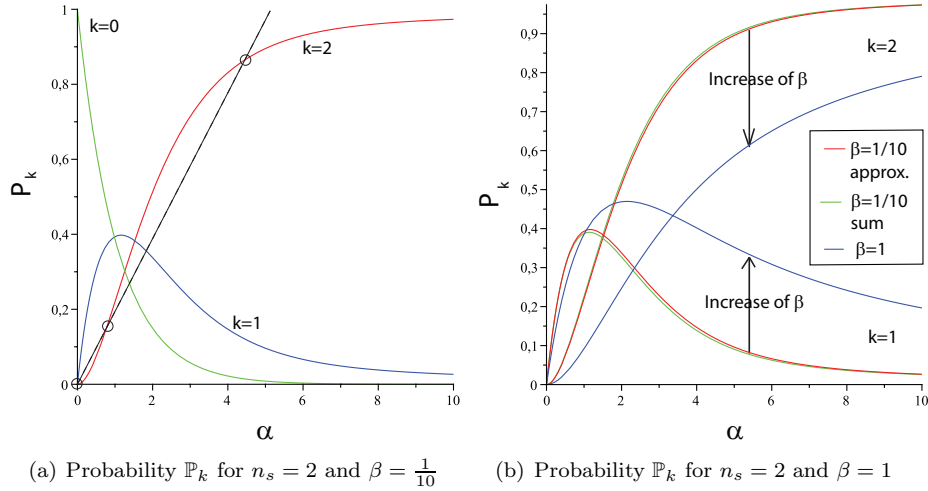 1
0,8
0,6
0,4
0,2
0
0
2
4
6
8
10
P_k
α
k=0
k=2
k=1
1
0,9
0,8
0,7
0,6
0,5
0,4
0,3
0,2
0,1
0
0
2
4
6
8
10
P_k
α
k=2
Increase of β
β=1/10
approx.
β=1/10
sum
β=1
Increase of β
k=1
(a) Probability ℙ_k for n_s = 2 and β = 1/10
(b) Probability ℙ_k for n_s = 2 and β = 1